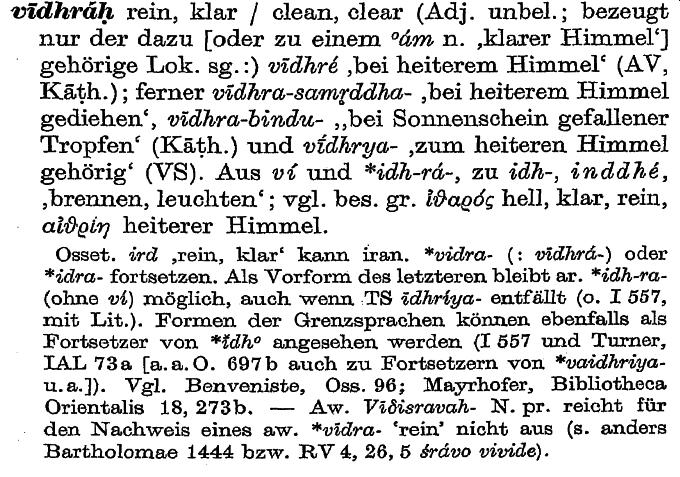 vīdhráḥ rein, klar / clean, clear (Adj. unbel.; bezeugt
nur der dazu [oder zu einem °ám n. ‚klarer Himmel‘]
gehörige Lok. sg.:) vīdhré ‚bei heiterem Himmel‘ (AV,
Kāṭh.); ferner vīdhra-samr̥ddha- ‚bei heiterem Himmel
gediehen‘, vīdhra-bindu- ‚‚bei Sonnenschein gefallener
Tropfen‘ (Kāṭh.) und vī́dhrya- ‚zum heiteren Himmel
gehörig‘ (VS). Aus ví und *idh-rá-, zu idh-, inddhé,
‚brennen, leuchten‘; vgl. bes. gr. ἰϑαρός hell, klar, rein,
αἰϑρίη heiterer Himmel.
Osset. ird ‚rein, klar‘ kann iran. *vidra- (: vīdhrá-) oder
*idra- fortsetzen. Als Vorform des letzteren bleibt ar. *idh-ra-
(ohne ví) möglich, auch wenn TS īdhríya- entfällt (o. I 557,
mit Lit.). Formen der Grenzsprachen können ebenfalls als
Fortsetzer von *īdh° angesehen werden (I 557 und Turner,
IAL 73a [a. a. O. 697 b auch zu Fortsetzern von *vaidhriya-
u. a.]). Vgl. Benveniste, Oss. 96; Mayrhofer, Bibliotheca
Orientalis 18, 273b. — Aw. Vīδisravah- N. pr. reicht für
den Nachweis eines aw. *vīdra- ‘rein’ nicht aus (s. anders
Bartholomae 1444 bzw. RV 4, 26, 5 śrávo vivide).